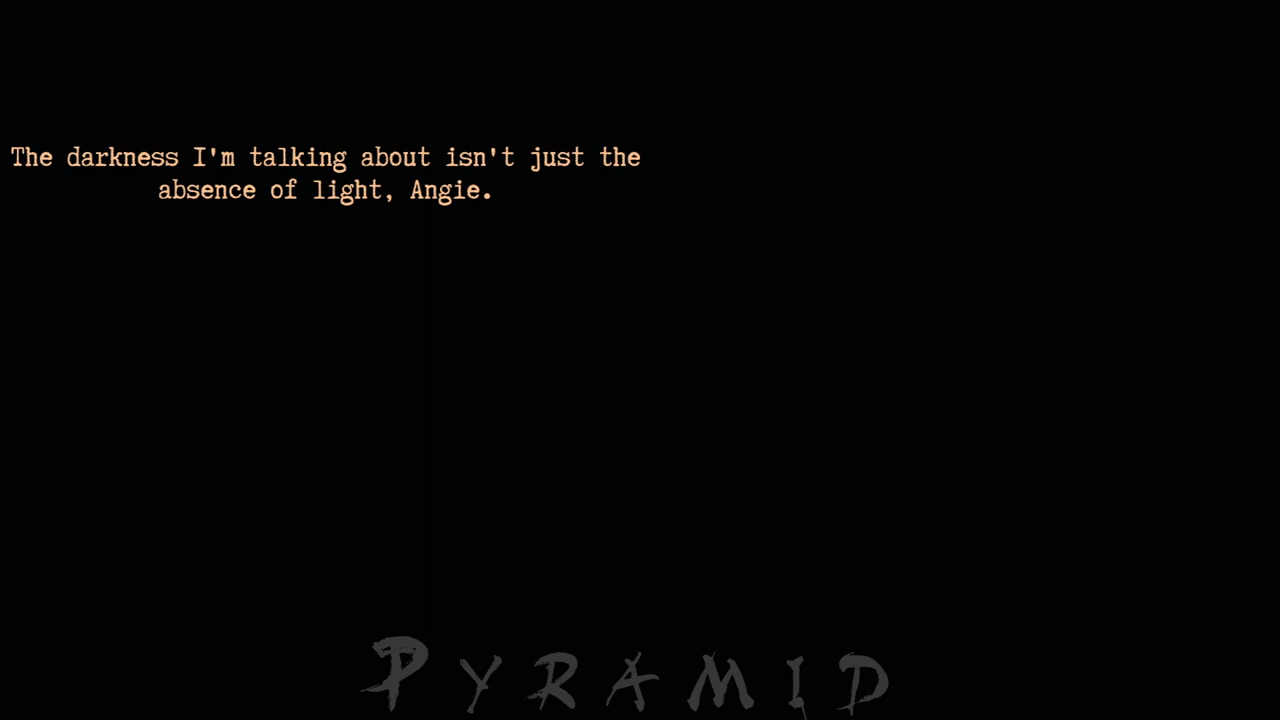 The darkness I'm talking about isn't just the
absence of light, Angie.
PYRAMID